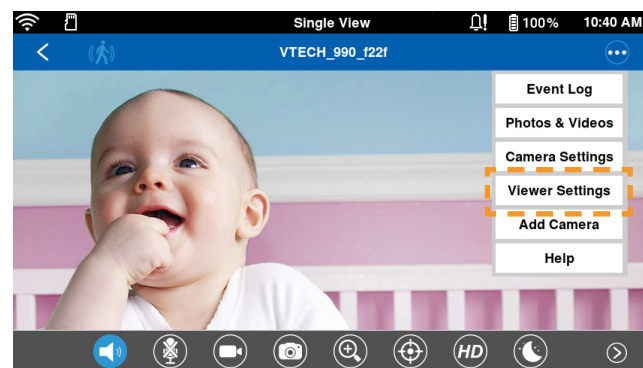 Single View
100%
10:40 AM
VTECH_990_f22f
Event Log
Photos & Videos
Camera Settings
Viewer Settings
Add Camera
Help
HD